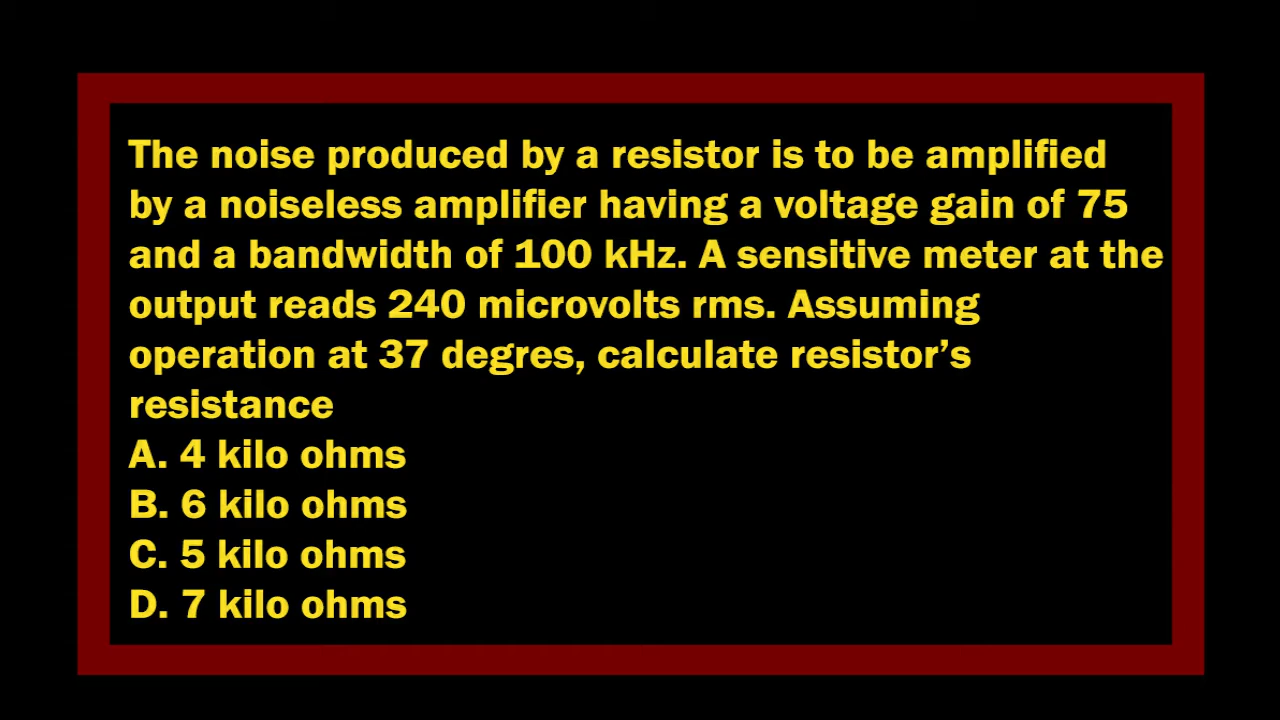 The noise produced by a resistor is to be amplified
by a noiseless amplifier having a voltage gain of 75
and a bandwidth of 100 kHz. A sensitive meter at the
output reads 240 microvolts rms. Assuming
operation at 37 degres, calculate resistor’s
resistance
A. 4 kilo ohms
B. 6 kilo ohms
C. 5 kilo ohms
D. 7 kilo ohms